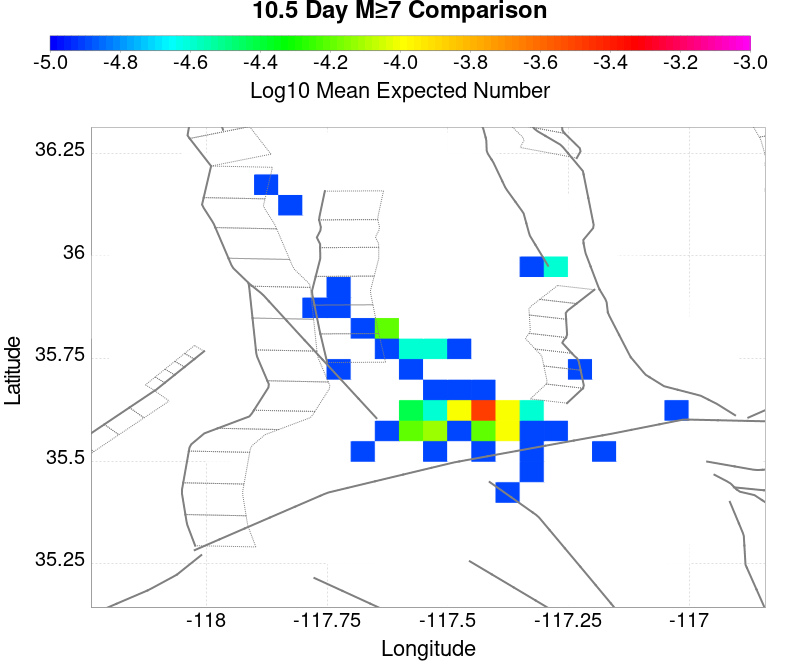 10.5 Day M≥7 Comparison
-5.0 -4.8 -4.6 -4.4 -4.2 -4.0 -3.8 -3.6 -3.4 -3.2 -3.0
Log10 Mean Expected Number
36.25
36
35.75
35.5
35.25
Latitude
-118 -117.75 -117.5 -117.25 -117
Longitude